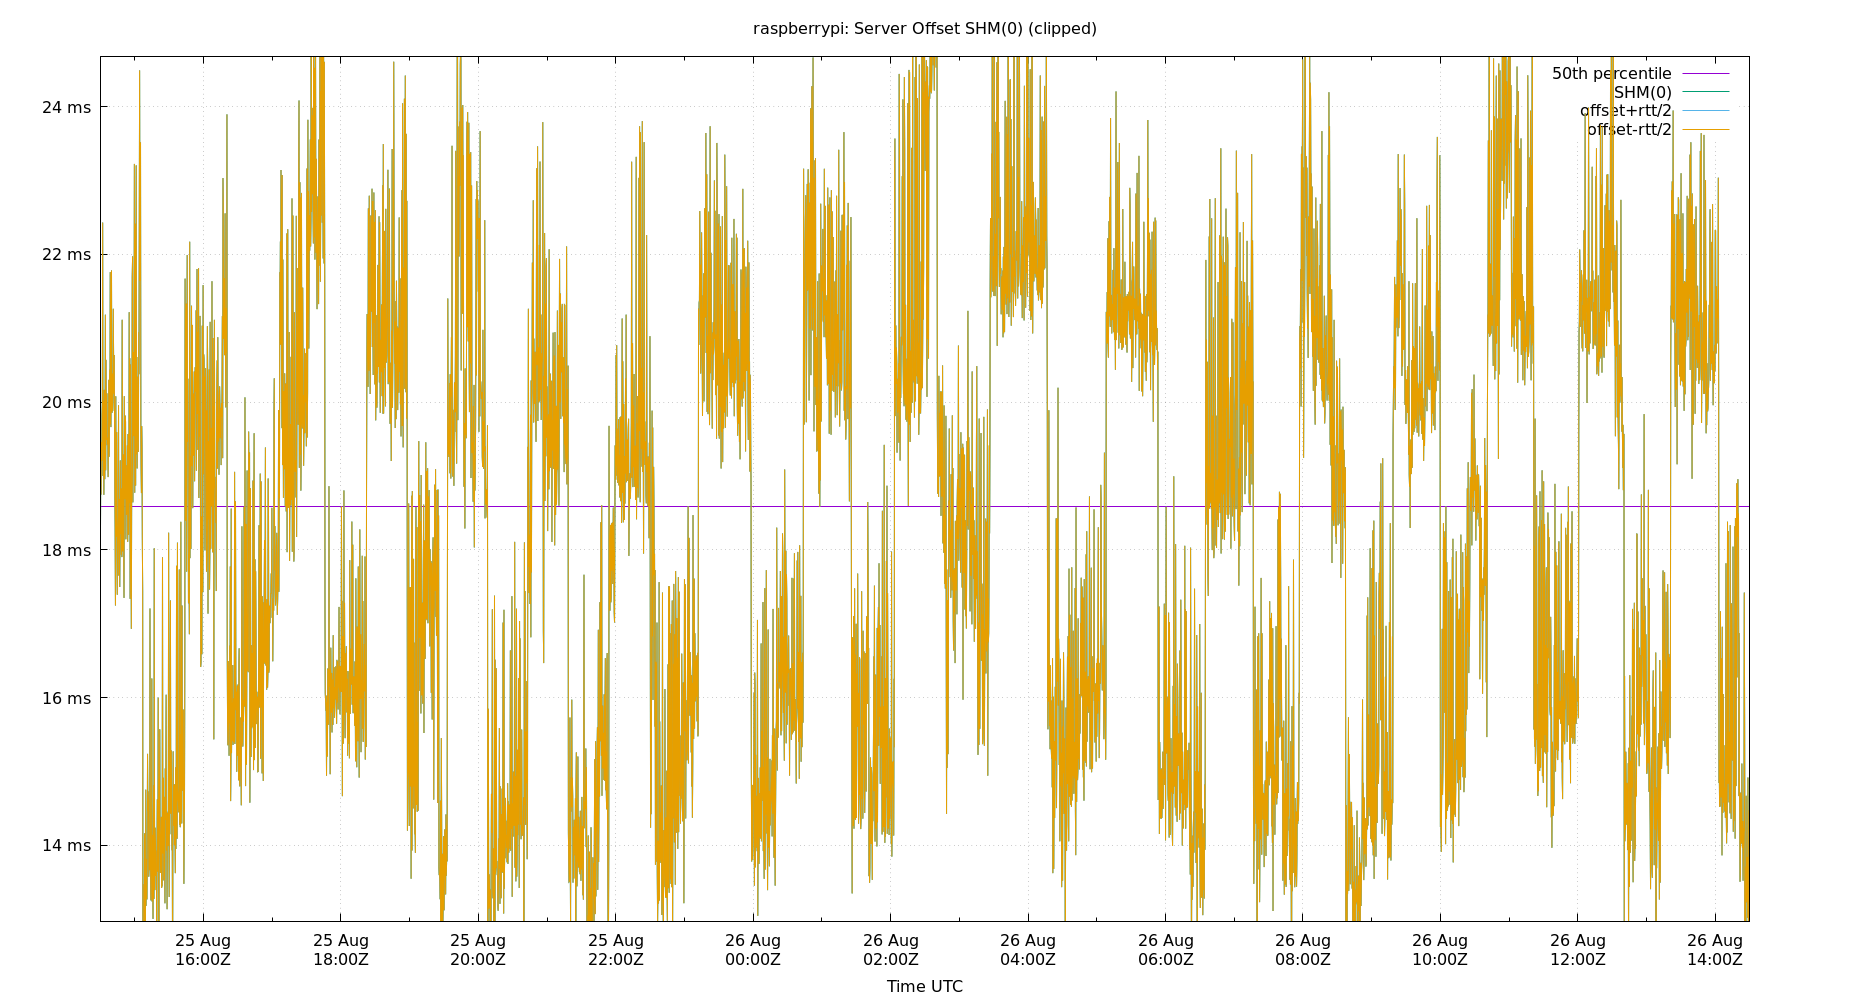 raspberrypi: Server Offset SHM(0) (clipped)
50th percentile
SHM(0)
offset+rtt/2
offset-rtt/2
24 ms
22 ms
20 ms
18 ms
16 ms
14 ms
25 Aug 25 Aug 25 Aug 25 Aug 26 Aug 26 Aug 26 Aug 26 Aug 26 Aug 26 Aug 26 Aug 26 Aug
16:00Z 18:00Z 20:00Z 22:00Z 00:00Z 02:00Z 04:00Z 06:00Z 08:00Z 10:00Z 12:00Z 14:00Z
Time UTC